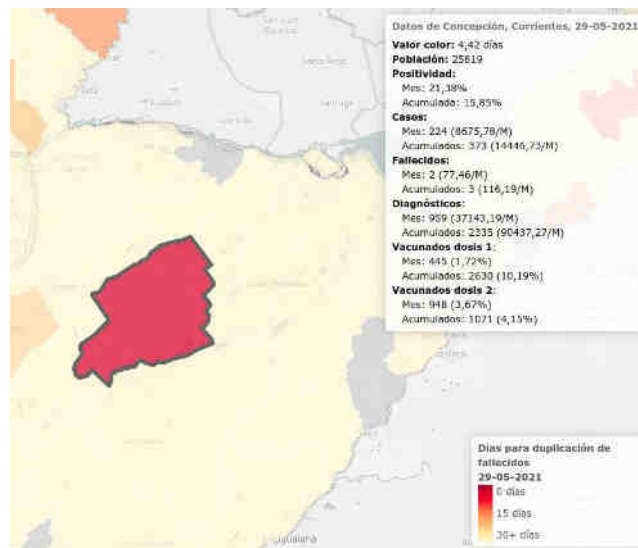 Datos de Concepción, Corrientes, 29-05-2021
Valor color: 4,42 días
Población: 25819
Positividad:
Mes: 21,38%
Acumulada: 15,85%
Casos:
Mes: 224 (8675,78/M)
Acumulados: 373 (14446,73/M)
Fallecidos:
Mes: 2 (77,46/M)
Acumulados: 3 (116,19/M)
Diagnósticos:
Mes: 959 (37143,19/M)
Acumulados: 2335 (90437,27/M)
Vacunados dosis 1:
Mes: 445 (1,72%)
Acumulados: 2630 (10,19%)
Vacunados dosis 2:
Mes: 948 (3,67%)
Acumulados: 1071 (4,15%)
Días para duplicación de
fallecidos
29-05-2021
0 días
15 días
30+ días